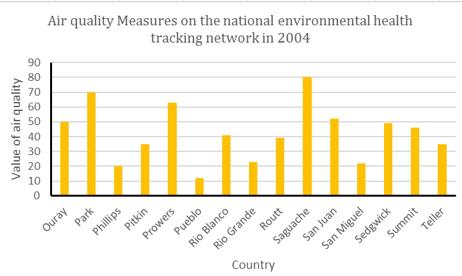 Air quality Measures on the national environmental health
tracking network in 2004
Value of air quality
90
80
70
60
50
40
30
20
10
0
Ouray
Park
Phillips
Pitkin
Prowers
Pueblo
Rio Blanco
Rio Grande
Routt
Saguache
San Juan
San Miguel
Sedgwick
Summit
Teller
Country